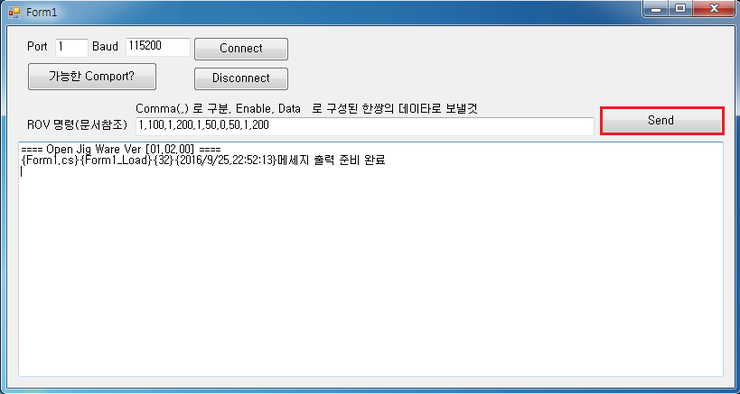 Form1
Port 1 Baud 115200 Connect
가능한 Comport? Disconnect
Comma(,) 로 구분, Enable, Data 로 구성된 한쌍의 데이타로 보낼것
ROV 명령(문서참조) 1,100,1,200,1,50,0,50,1,200 Send
==== Open Jig Ware Ver [01,02,00] ====
{Form1.cs}{Form1_Load}{32}{2016/9/25,22:52:13}메세지 출력 준비 완료